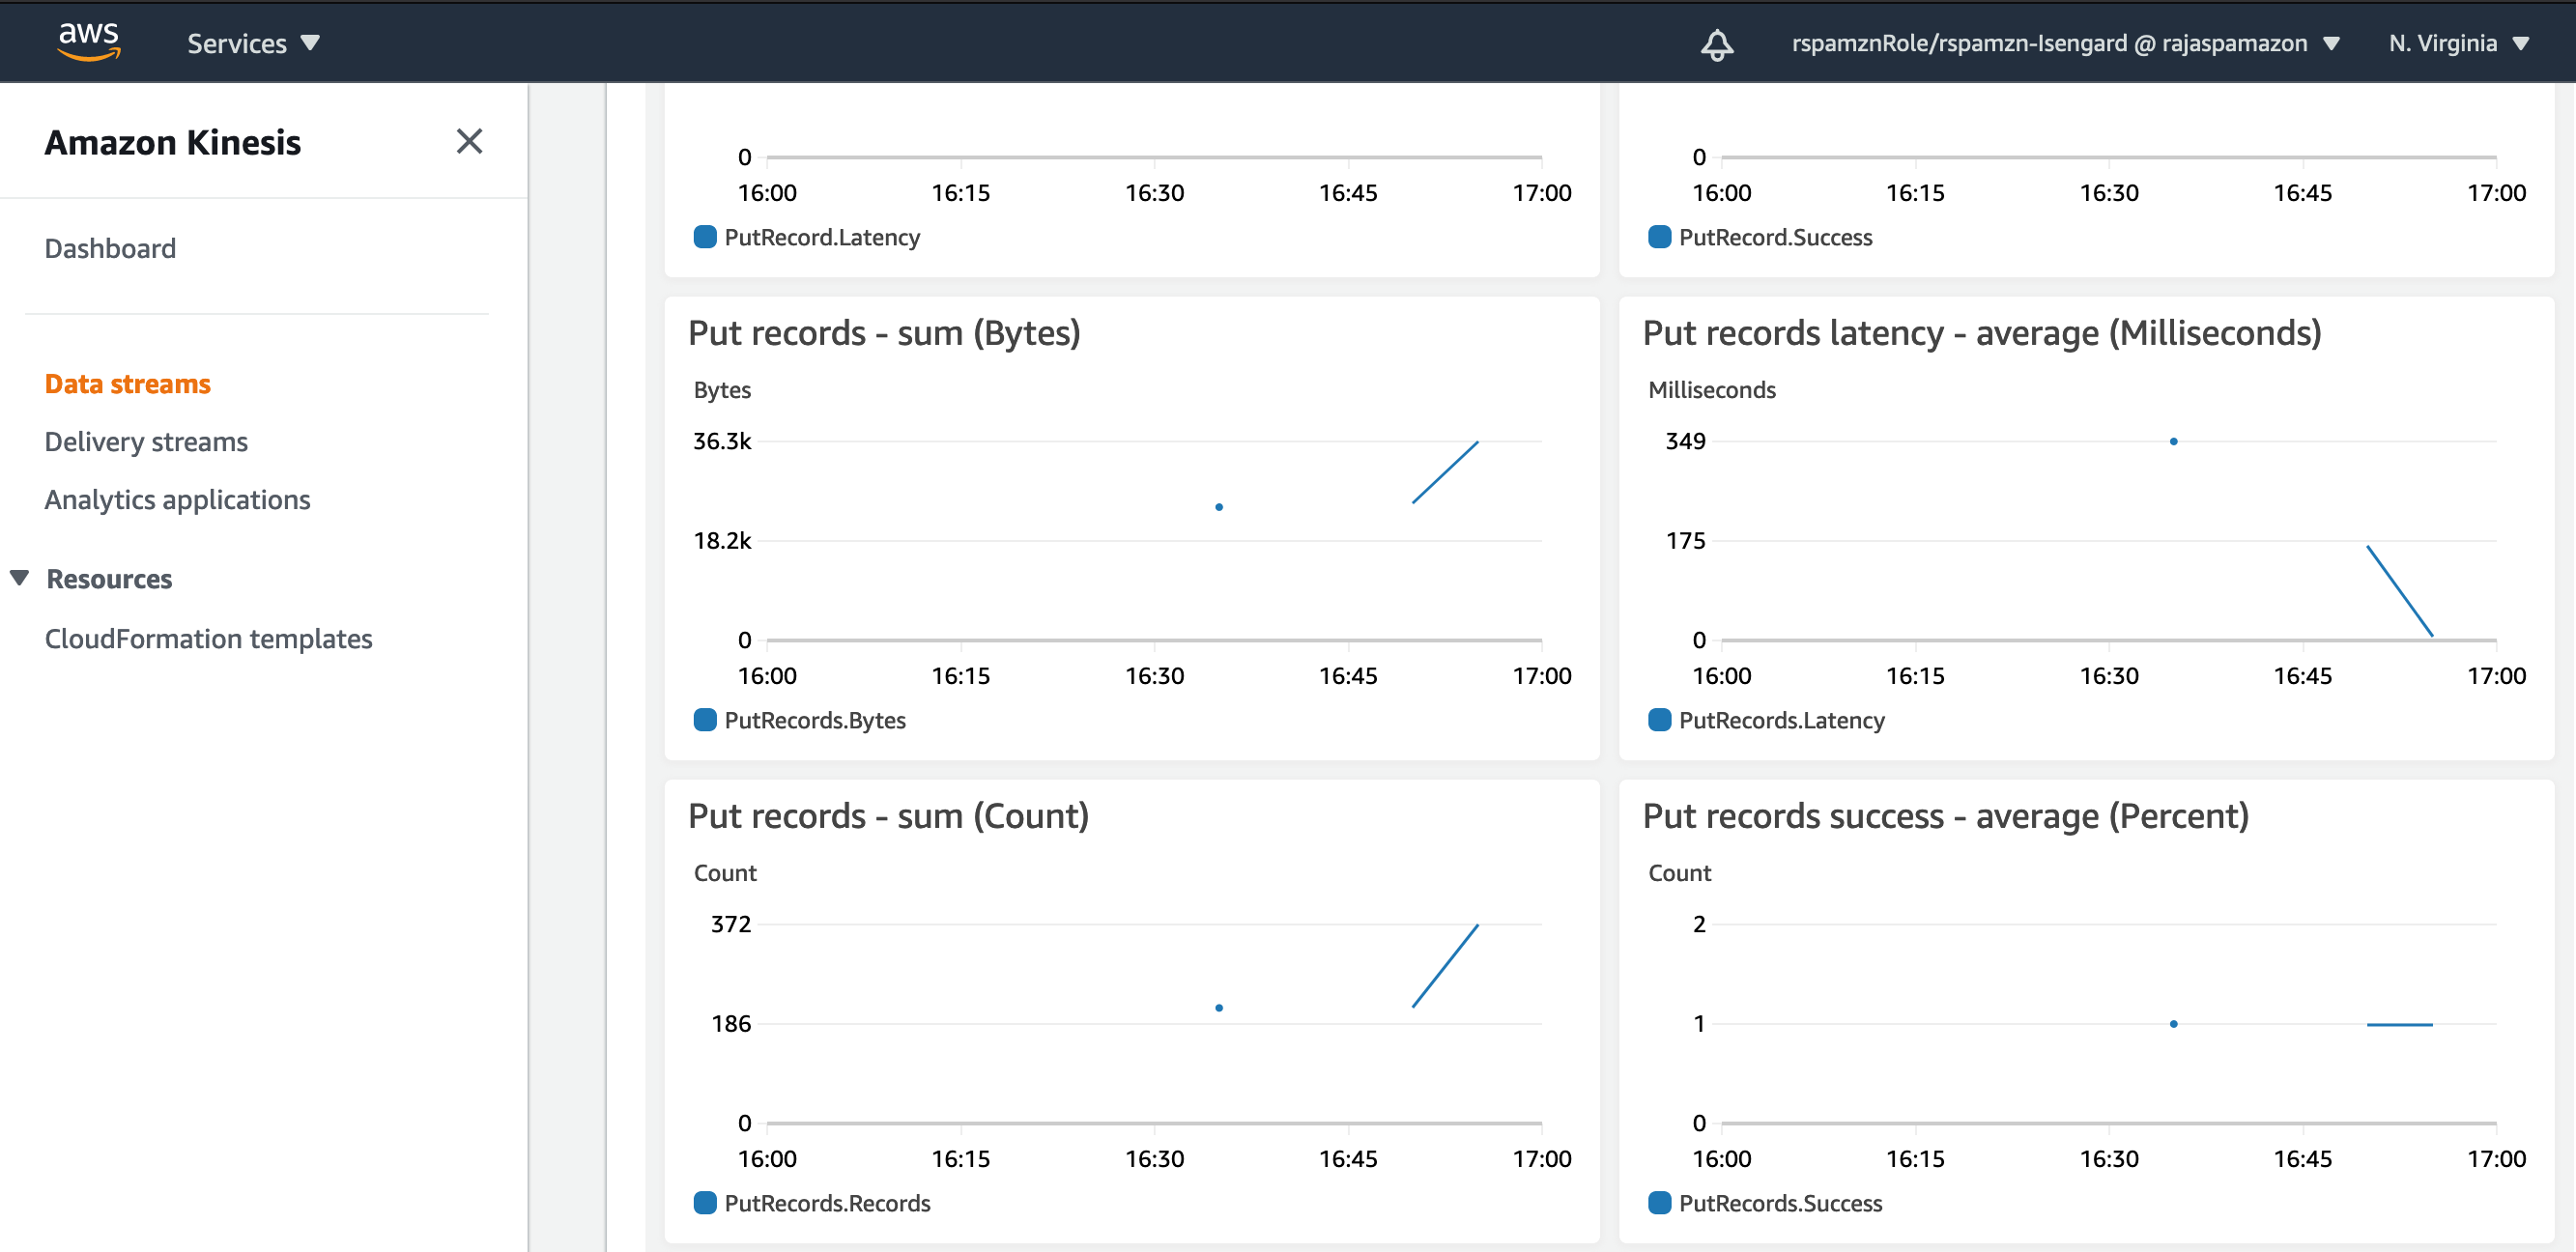 aws
Services
rspamznRole/rspamzn-Isengard @ rajaspamazon
N. Virginia
Amazon Kinesis
Dashboard
Data streams
Delivery streams
Analytics applications
Resources
CloudFormation templates
0
16:00 16:15 16:30 16:45 17:00
PutRecord.Latency
0
16:00 16:15 16:30 16:45 17:00
PutRecord.Success
Put records - sum (Bytes)
Bytes
36.3k
18.2k
0
16:00 16:15 16:30 16:45 17:00
PutRecords.Bytes
Put records latency - average (Milliseconds)
Milliseconds
349
175
0
16:00 16:15 16:30 16:45 17:00
PutRecords.Latency
Put records - sum (Count)
Count
372
186
0
16:00 16:15 16:30 16:45 17:00
PutRecords.Records
Put records success - average (Percent)
Count
2
1
0
16:00 16:15 16:30 16:45 17:00
PutRecords.Success